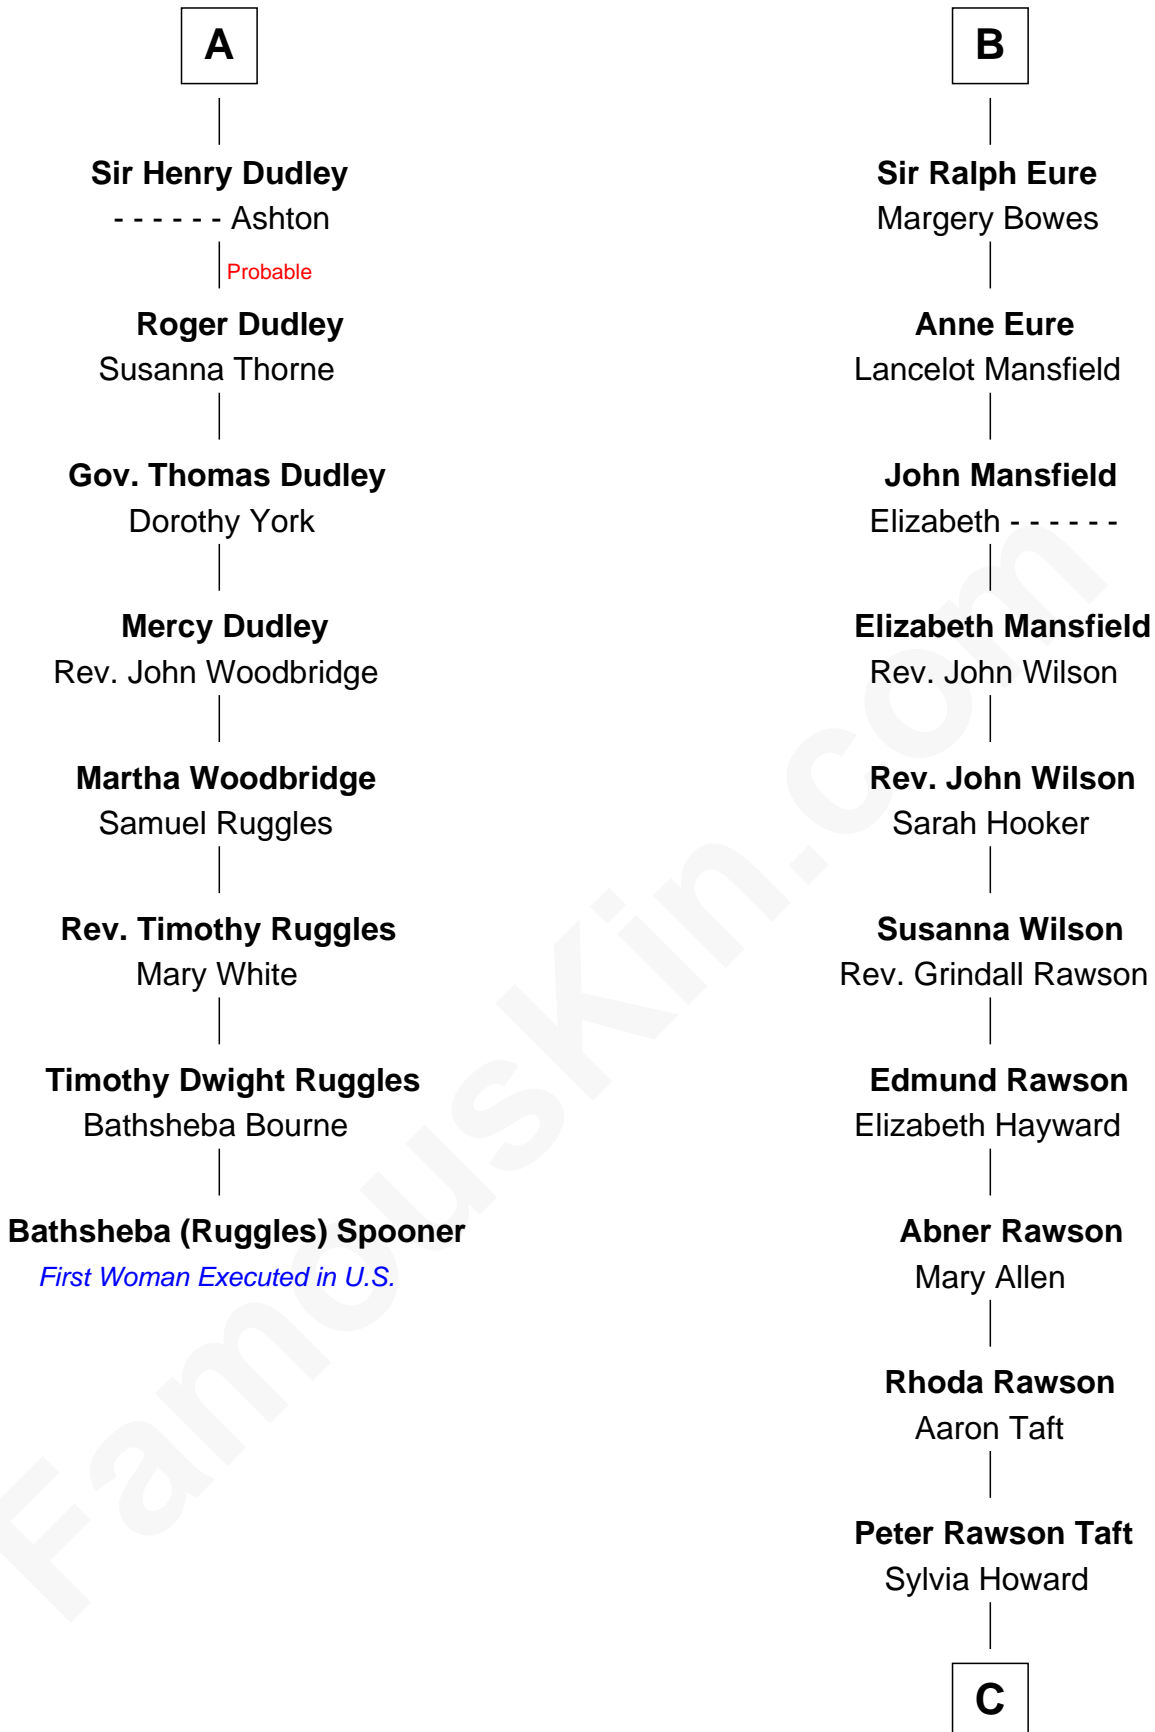 A
Sir Henry Dudley
- - - - - - Ashton
Probable
Roger Dudley
Susanna Thorne
Gov. Thomas Dudley
Dorothy York
Mercy Dudley
Rev. John Woodbridge
Martha Woodbridge
Samuel Ruggles
Rev. Timothy Ruggles
Mary White
Timothy Dwight Ruggles
Bathsheba Bourne
Bathsheba (Ruggles) Spooner
First Woman Executed in U.S.
B
Sir Ralph Eure
Margery Bowes
Anne Eure
Lancelot Mansfield
John Mansfield
Elizabeth - - - - - -
Elizabeth Mansfield
Rev. John Wilson
Rev. John Wilson
Sarah Hooker
Susanna Wilson
Rev. Grindall Rawson
Edmund Rawson
Elizabeth Hayward
Abner Rawson
Mary Allen
Rhoda Rawson
Aaron Taft
Peter Rawson Taft
Sylvia Howard
C
FamousKin.com